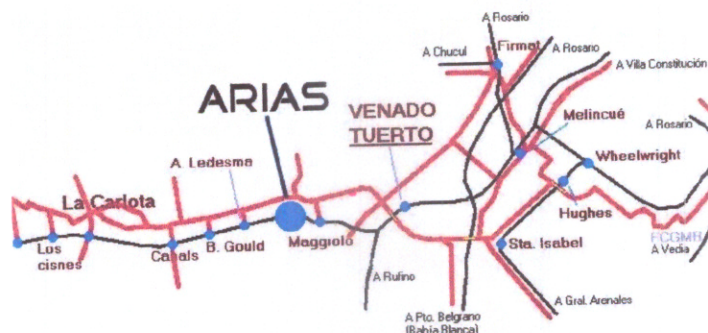 A Rosario
Firmat
A Chucul
A Rosario
A Villa Constitución
ARIAS
VENADO
TUERTO
Melincué
A Rosario
A. Ledesma
Wheelwright
La Carlota
Hughes
Los
cisnes
Canals
B. Gould
Maggiolo
Sta. Isabel
FCGMB
A Vedia
A Rufino
A Pto. Belgrano
(Bahía Blanca)
A Gral. Arenales